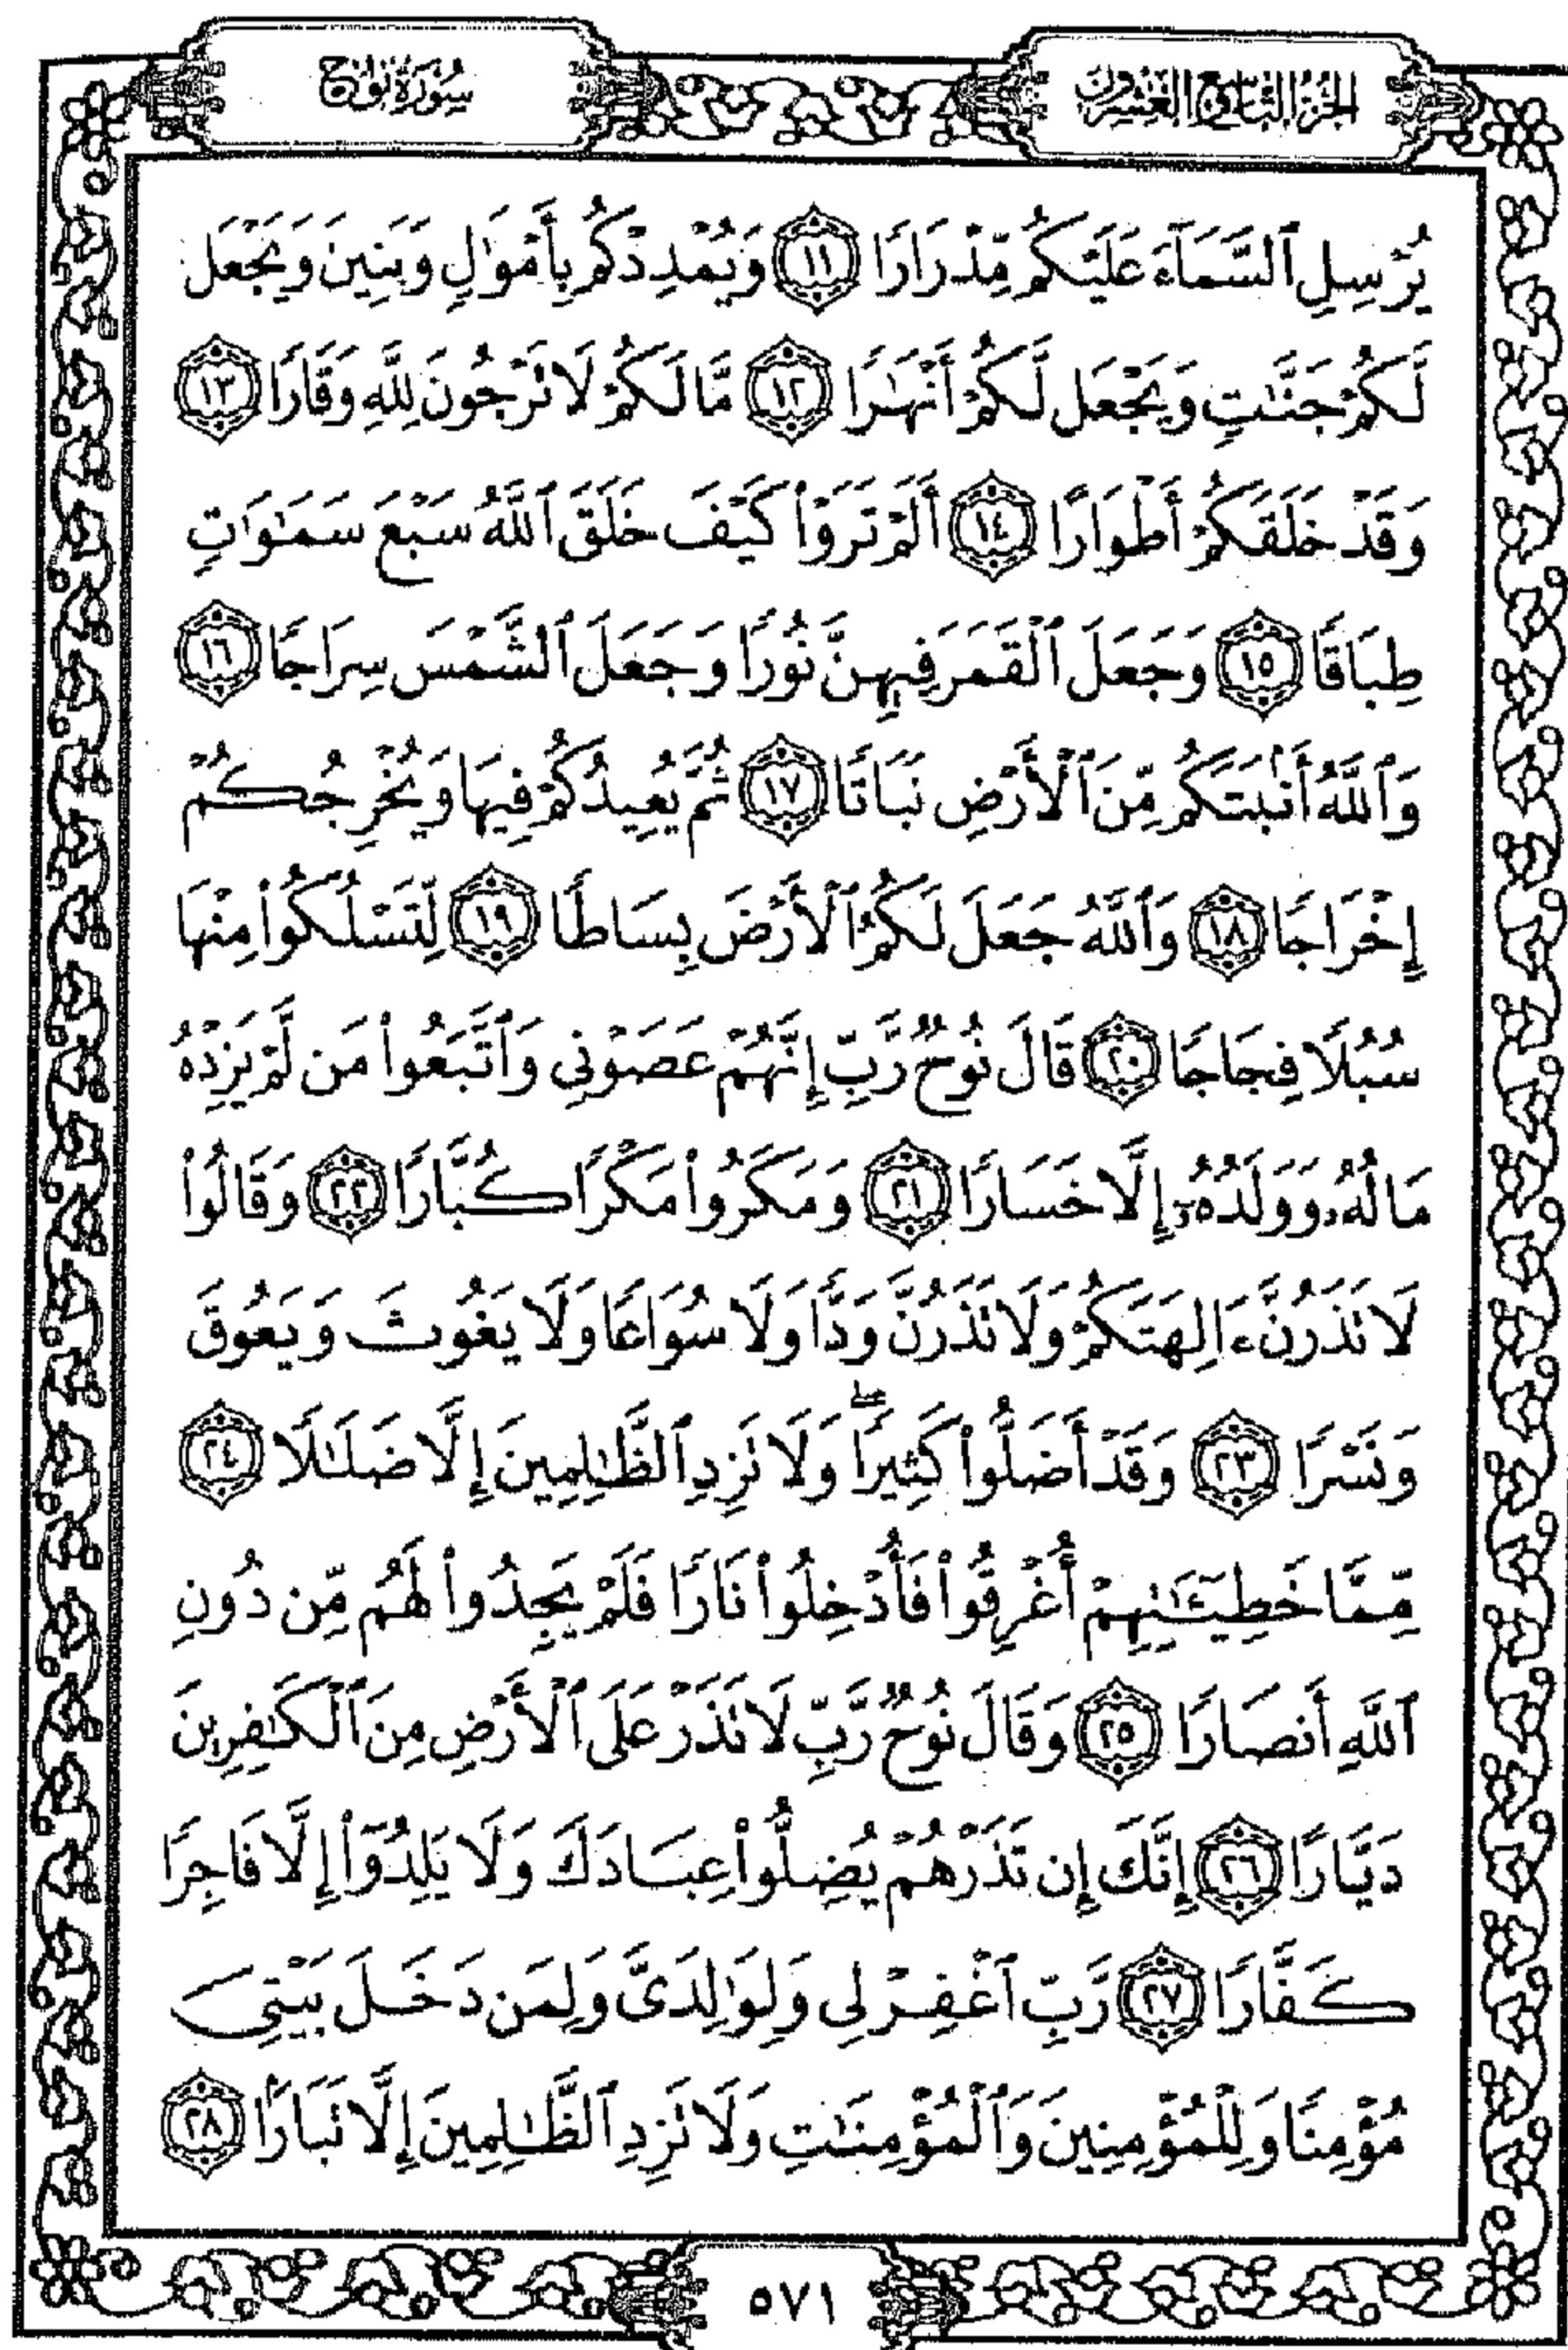 الجزء التاسع والعشرون
سورة نوح
يُرْسِلِ ٱلسَّمَآءَ عَلَيْكُم مِّدْرَارًا ١١ وَيُمْدِدْكُم بِأَمْوَٰلٍ وَبَنِينَ وَيَجْعَل
لَّكُمْ جَنَّٰتٍ وَيَجْعَل لَّكُمْ أَنْهَٰرًا ١٢ مَّا لَكُمْ لَا تَرْجُونَ لِلَّهِ وَقَارًا ١٣
وَقَدْ خَلَقَكُمْ أَطْوَارًا ١٤ أَلَمْ تَرَوْا۟ كَيْفَ خَلَقَ ٱللَّهُ سَبْعَ سَمَٰوَاتٍ
طِبَاقًا ١٥ وَجَعَلَ ٱلْقَمَرَ فِيهِنَّ نُورًا وَجَعَلَ ٱلشَّمْسَ سِرَاجًا ١٦
وَٱللَّهُ أَنۢبَتَكُم مِّنَ ٱلْأَرْضِ نَبَاتًا ١٧ ثُمَّ يُعِيدُكُمْ فِيهَا وَيُخْرِجُكُمْ
إِخْرَاجًا ١٨ وَٱللَّهُ جَعَلَ لَكُمُ ٱلْأَرْضَ بِسَاطًا ١٩ لِّتَسْلُكُوا۟ مِنْهَا
سُبُلًا فِجَاجًا ٢٠ قَالَ نُوحٌ رَّبِّ إِنَّهُمْ عَصَوْنِى وَٱتَّبَعُوا۟ مَن لَّمْ يَزِدْهُ
مَالُهُۥ وَوَلَدُهُۥٓ إِلَّا خَسَارًا ٢١ وَمَكَرُوا۟ مَكْرًا كُبَّارًا ٢٢ وَقَالُوا۟
لَا تَذَرُنَّ ءَالِهَتَكُمْ وَلَا تَذَرُنَّ وَدًّا وَلَا سُوَاعًا وَلَا يَغُوثَ وَيَعُوقَ
وَنَسْرًا ٢٣ وَقَدْ أَضَلُّوا۟ كَثِيرًا ۖ وَلَا تَزِدِ ٱلظَّٰلِمِينَ إِلَّا ضَلَٰلًا ٢٤
مِّمَّا خَطِيٓـَٰٔتِهِمْ أُغْرِقُوا۟ فَأُدْخِلُوا۟ نَارًا فَلَمْ يَجِدُوا۟ لَهُم مِّن دُونِ
ٱللَّهِ أَنصَارًا ٢٥ وَقَالَ نُوحٌ رَّبِّ لَا تَذَرْ عَلَى ٱلْأَرْضِ مِنَ ٱلْكَٰفِرِينَ
دَيَّارًا ٢٦ إِنَّكَ إِن تَذَرْهُمْ يُضِلُّوا۟ عِبَادَكَ وَلَا يَلِدُوٓا۟ إِلَّا فَاجِرًا
كَفَّارًا ٢٧ رَّبِّ ٱغْفِرْ لِى وَلِوَٰلِدَىَّ وَلِمَن دَخَلَ بَيْتِىَ
مُؤْمِنًا وَلِلْمُؤْمِنِينَ وَٱلْمُؤْمِنَٰتِ وَلَا تَزِدِ ٱلظَّٰلِمِينَ إِلَّا تَبَارًۢا ٢٨
٥٧١